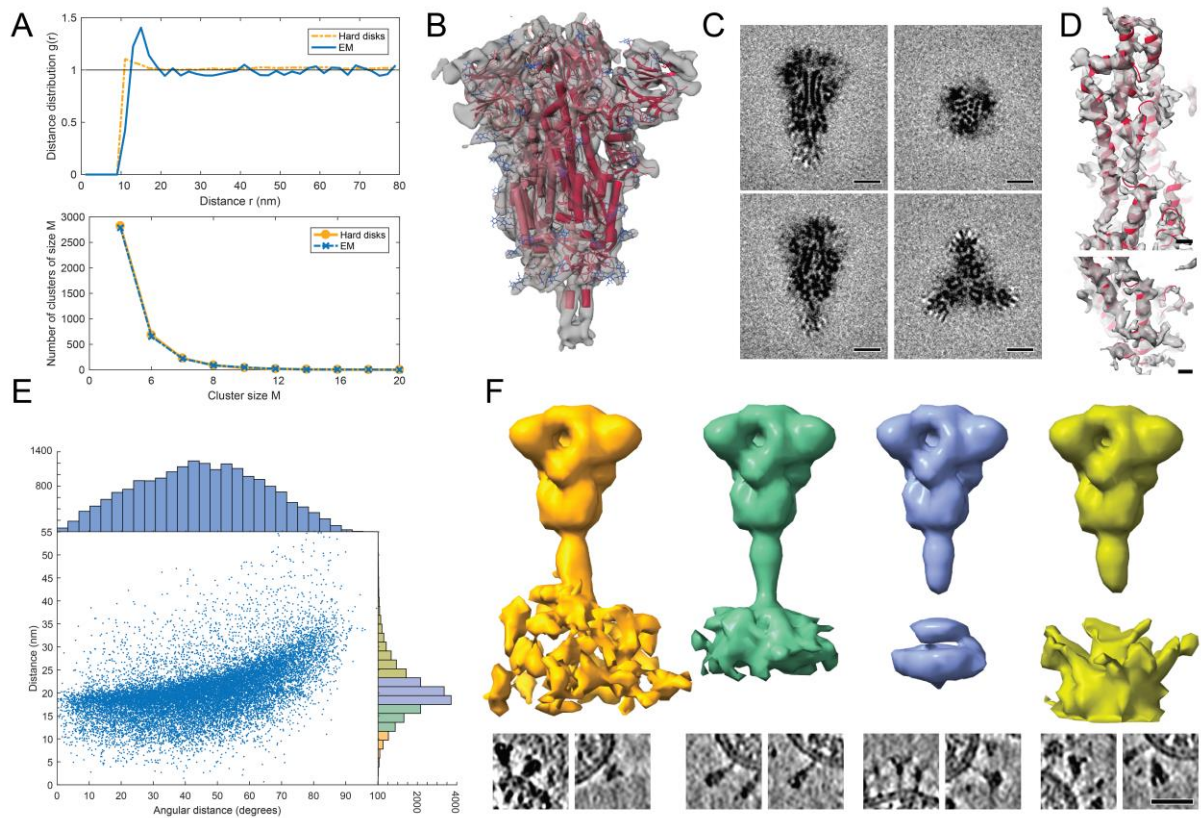 A
B
C
D
Distance distribution g(r)
1.5
1
0.5
0
Hard disks
EM
0 10 20 30 40 50 60 70 80
Distance r (nm)
Number of clusters of size M
3000
2500
2000
1500
1000
500
0
Hard disks
EM
0 6 8 12 16 20
Cluster size M
E
F
1400
800
55
50
45
40
35
30
25
20
15
10
5
0
Distance (nm)
0 10 20 30 40 50 60 70 80 90 100
2000
4000
Angular distance (degrees)